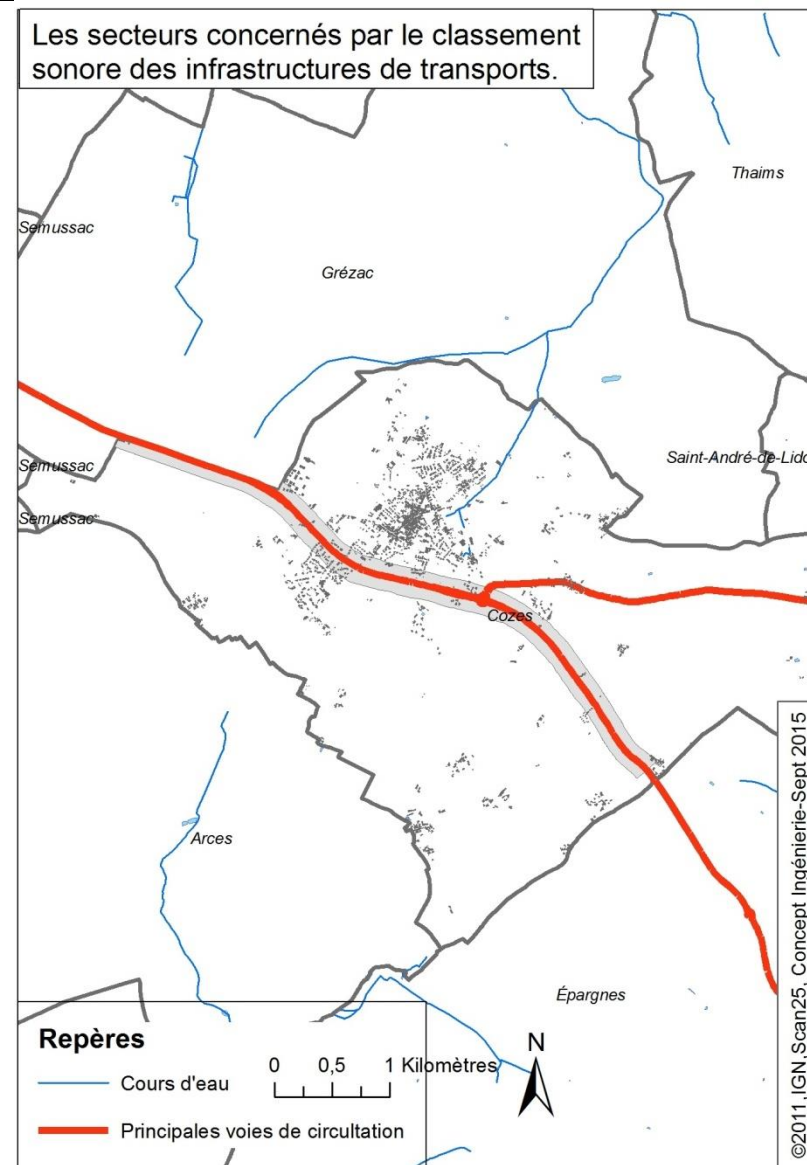 Les secteurs concernés par le classement
sonore des infrastructures de transports.
Thaims
Semussac
Grézac
Saint-André-de-Lido
Semussac
Semussac
Cozes
Arces
Épargnes
Repères
0 0,5 1 Kilomètres
N
Cours d'eau
Principales voies de circultation
©2011,IGN,Scan25, Concept Ingénierie-Sept 2015